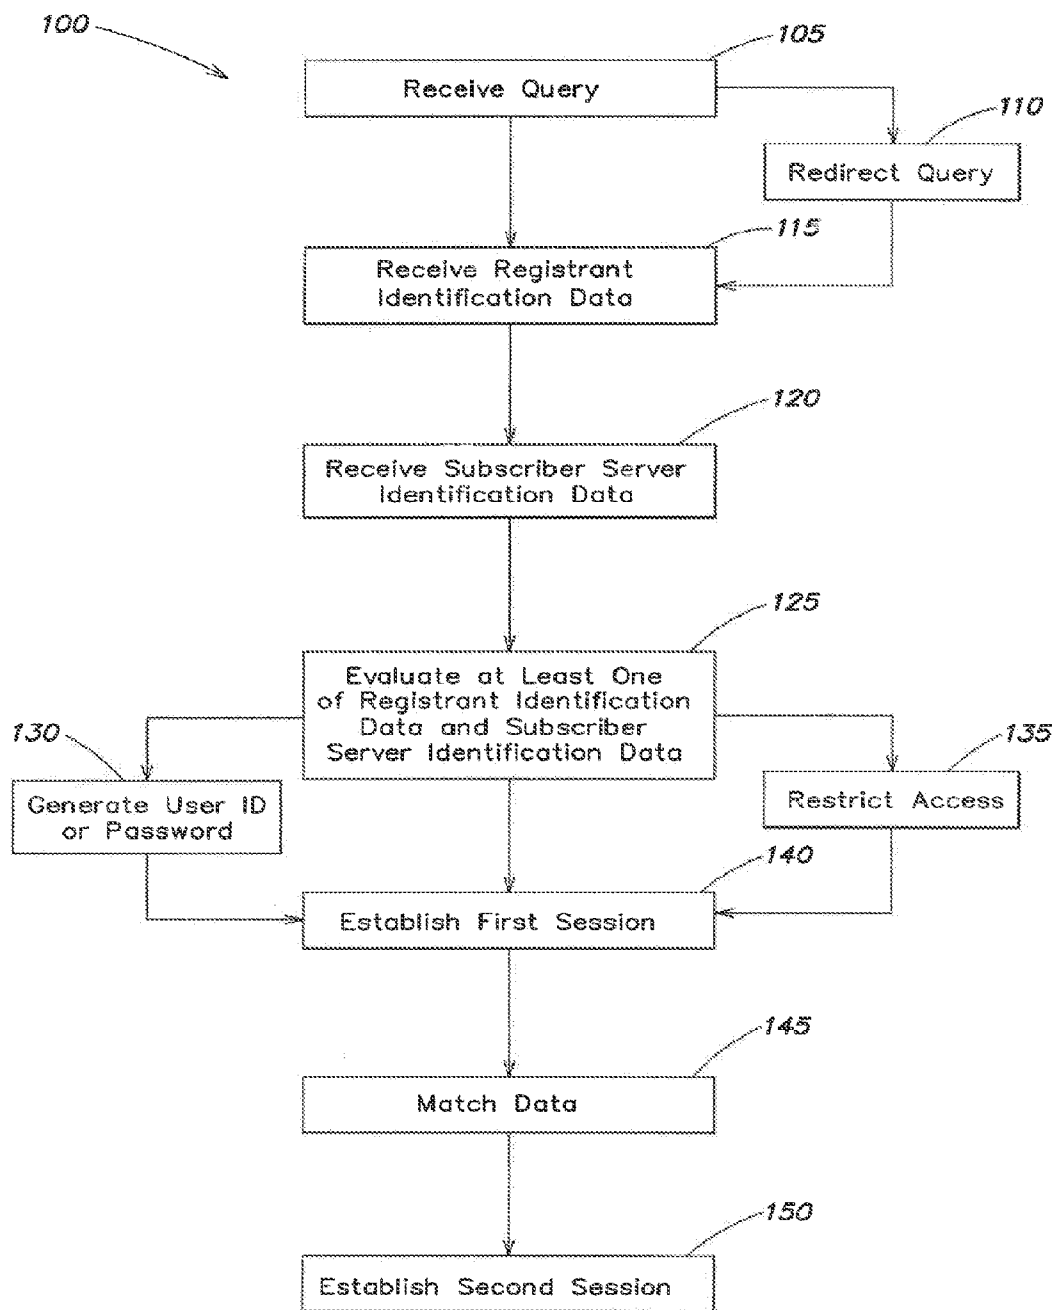 100
105
Receive Query
110
Redirect Query
115
Receive Registrant
Identification Data
120
Receive Subscriber Server
Identification Data
125
Evaluate at Least One
of Registrant Identification
Data and Subscriber
Server Identification Data
130
Generate User ID
or Password
135
Restrict Access
140
Establish First Session
145
Match Data
150
Establish Second Session